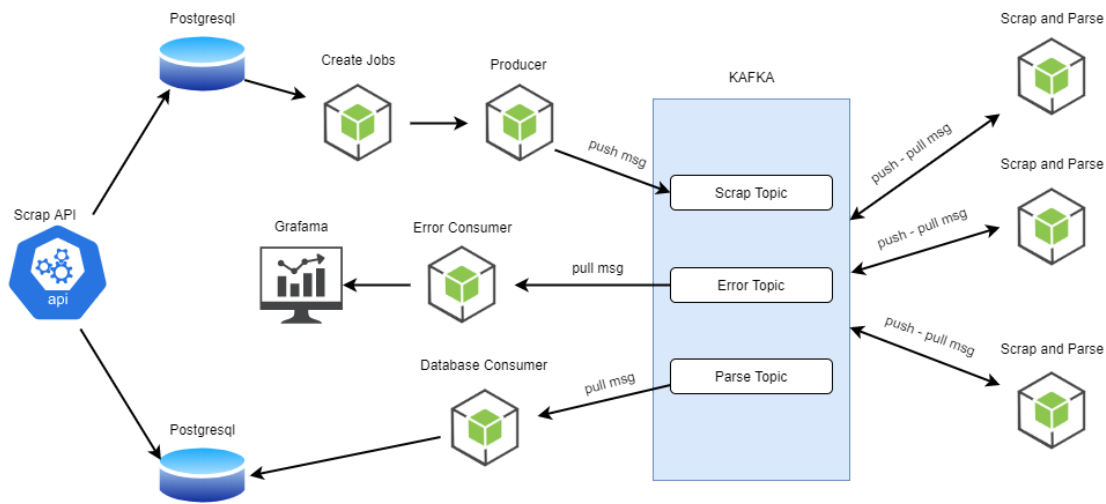 Postgresql
Scrap and Parse
Create Jobs
Producer
KAFKA
push msg
push - pull msg
Scrap Topic
Scrap and Parse
Scrap API
api
Grafama
Error Consumer
pull msg
Error Topic
push - pull msg
push - pull msg
Scrap and Parse
Database Consumer
pull msg
Parse Topic
Postgresql